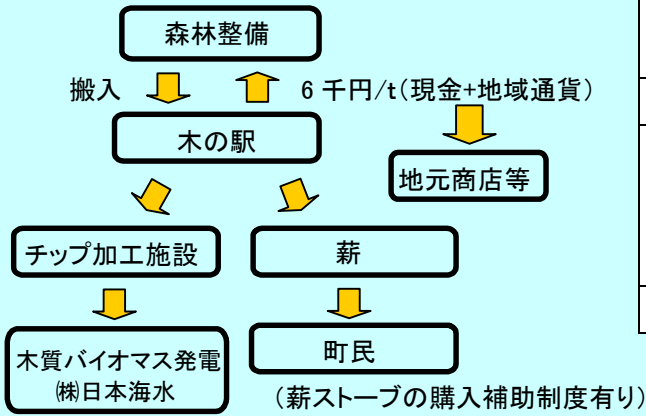 森林整備
搬入
6 千円/t(現金+地域通貨)
木の駅
地元商店等
チップ加工施設
薪
木質バイオマス発電
㈱日本海水
町民
(薪ストーブの購入補助制度有り)